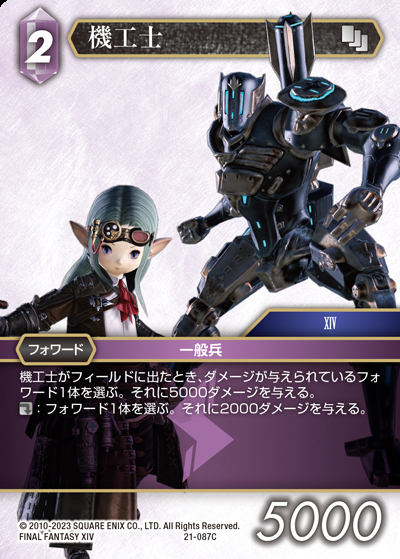 2
機工士
XIV
フォワード
一般兵
機工士がフィールドに出たとき、ダメージが与えられているフォ
ワード1体を選ぶ。それに5000ダメージを与える。
：フォワード1体を選ぶ。それに2000ダメージを与える。
© 2010-2023 SQUARE ENIX CO., LTD. All Rights Reserved.
FINAL FANTASY XIV
21-087C
5000